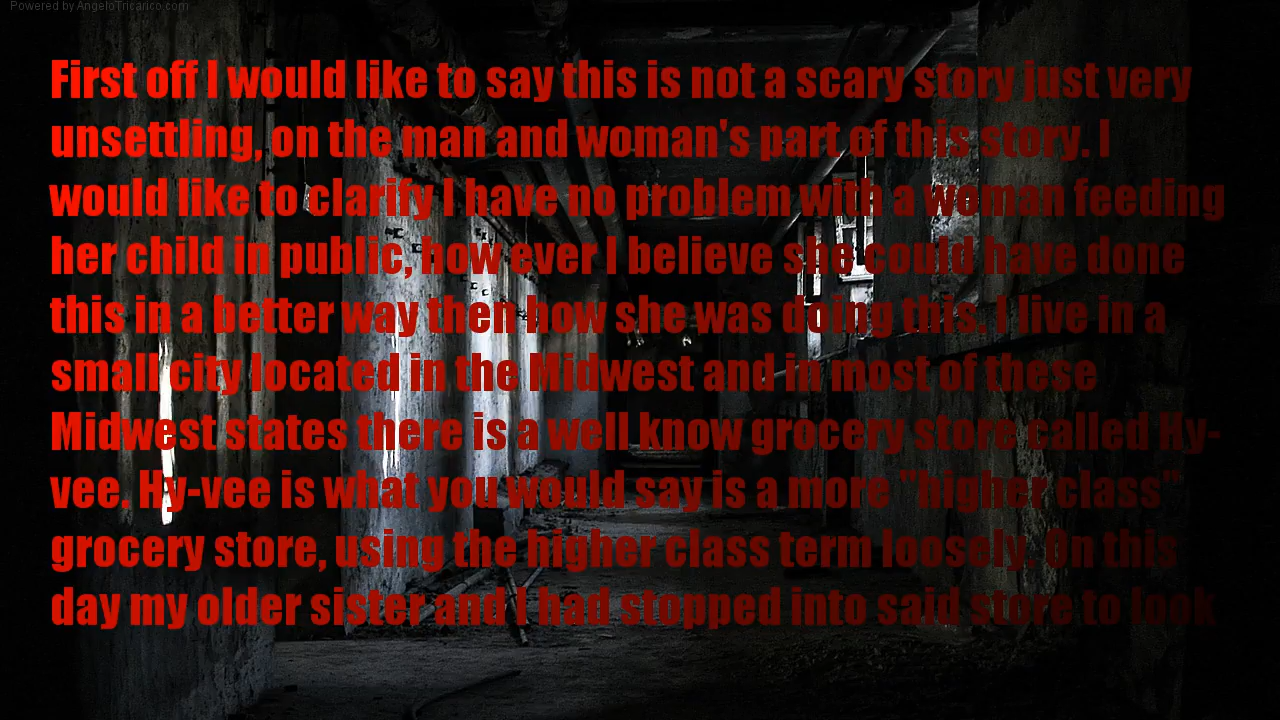 Powered by AngeloTricarico.com
First off I would like to say this is not a scary story just very
unsettling, on the man and woman's part of this story. I
would like to clarify I have no problem with a woman feeding
her child in public, how ever I believe she could have done
this in a better way then how she was doing this. I live in a
small city located in the Midwest and in most of these
Midwest states there is a well know grocery store called Hy-
vee. Hy-vee is what you would say is a more "higher class"
grocery store, using the higher class term loosely. On this
day my older sister and I had stopped into said store to look